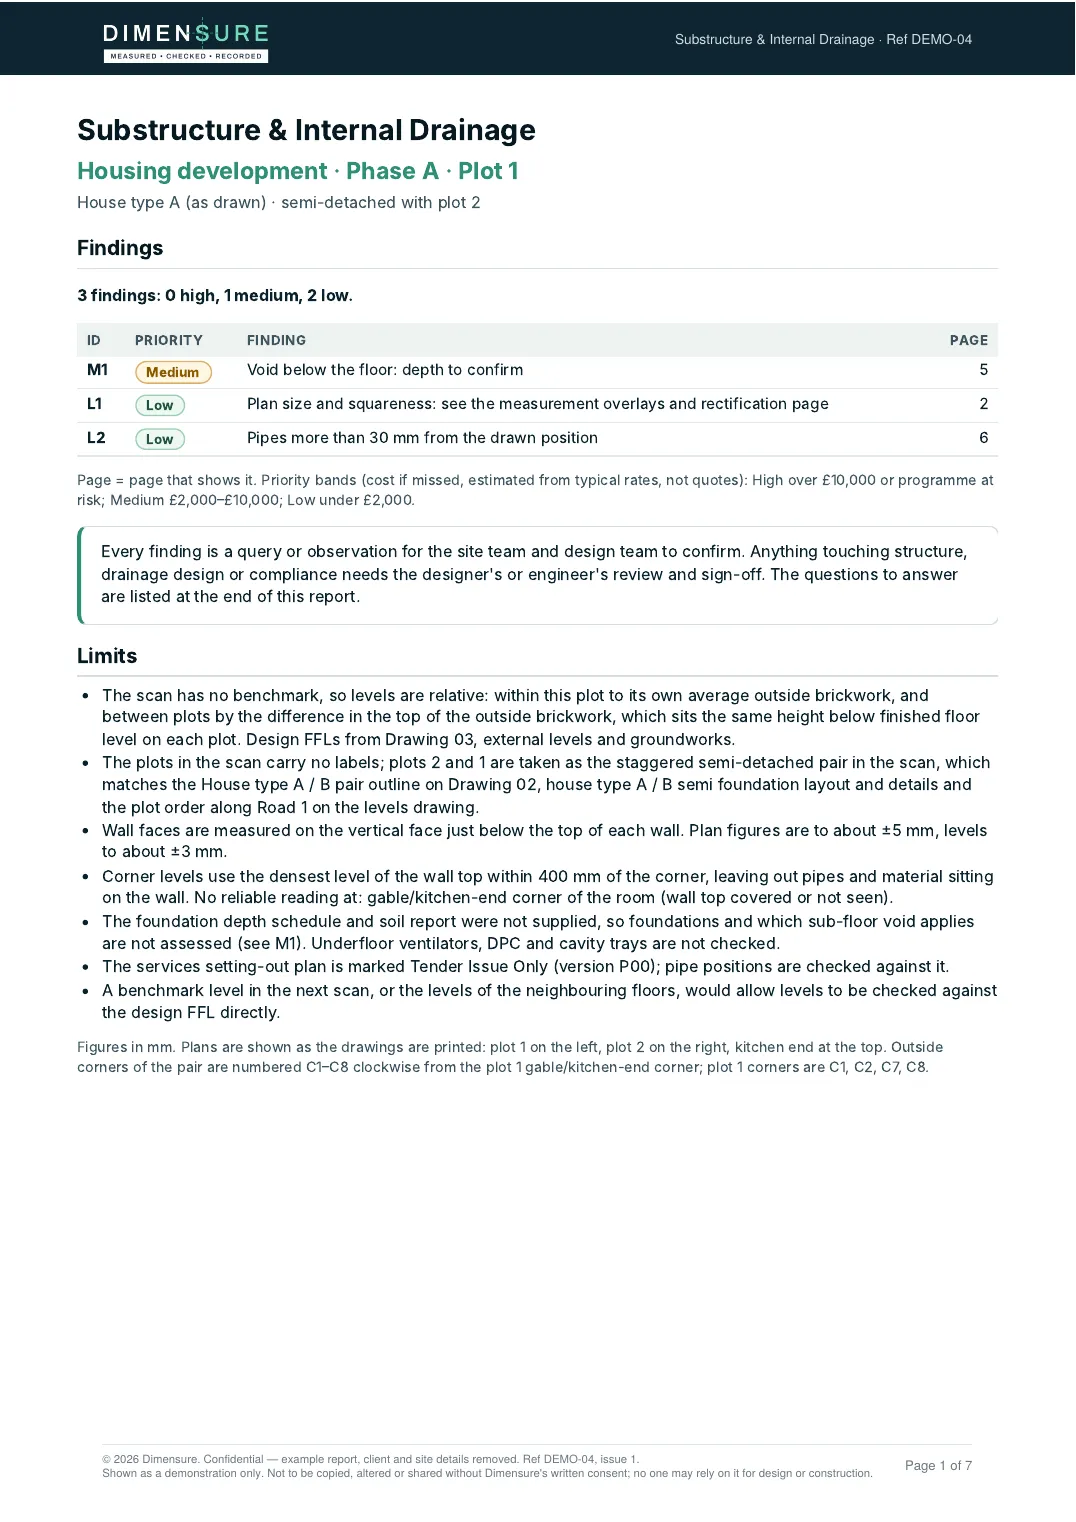 DIMENSURE
MEASURED • CHECKED • RECORDED
Substructure & Internal Drainage · Ref DEMO-04
Substructure & Internal Drainage
Housing development · Phase A · Plot 1
House type A (as drawn) · semi-detached with plot 2
Findings
3 findings: 0 high, 1 medium, 2 low.
ID PRIORITY FINDING PAGE
M1 Medium Void below the floor: depth to confirm 5
L1 Low Plan size and squareness: see the measurement overlays and rectification page 2
L2 Low Pipes more than 30 mm from the drawn position 6
Page = page that shows it. Priority bands (cost if missed, estimated from typical rates, not quotes): High over £10,000 or programme at
risk; Medium £2,000–£10,000; Low under £2,000.
Every finding is a query or observation for the site team and design team to confirm. Anything touching structure,
drainage design or compliance needs the designer's or engineer's review and sign-off. The questions to answer
are listed at the end of this report.
Limits
• The scan has no benchmark, so levels are relative: within this plot to its own average outside brickwork, and
between plots by the difference in the top of the outside brickwork, which sits the same height below finished floor
level on each plot. Design FFLs from Drawing 03, external levels and groundworks.
• The plots in the scan carry no labels; plots 2 and 1 are taken as the staggered semi-detached pair in the scan, which
matches the House type A / B pair outline on Drawing 02, house type A / B semi foundation layout and details and
the plot order along Road 1 on the levels drawing.
• Wall faces are measured on the vertical face just below the top of each wall. Plan figures are to about ±5 mm, levels
to about ±3 mm.
• Corner levels use the densest level of the wall top within 400 mm of the corner, leaving out pipes and material sitting
on the wall. No reliable reading at: gable/kitchen-end corner of the room (wall top covered or not seen).
• The foundation depth schedule and soil report were not supplied, so foundations and which sub-floor void applies
are not assessed (see M1). Underfloor ventilators, DPC and cavity trays are not checked.
• The services setting-out plan is marked Tender Issue Only (version P00); pipe positions are checked against it.
• A benchmark level in the next scan, or the levels of the neighbouring floors, would allow levels to be checked against
the design FFL directly.
Figures in mm. Plans are shown as the drawings are printed: plot 1 on the left, plot 2 on the right, kitchen end at the top. Outside
corners of the pair are numbered C1–C8 clockwise from the plot 1 gable/kitchen-end corner; plot 1 corners are C1, C2, C7, C8.
© 2026 Dimensure. Confidential — example report, client and site details removed. Ref DEMO-04, issue 1.
Shown as a demonstration only. Not to be copied, altered or shared without Dimensure's written consent; no one may rely on it for design or construction.
Page 1 of 7